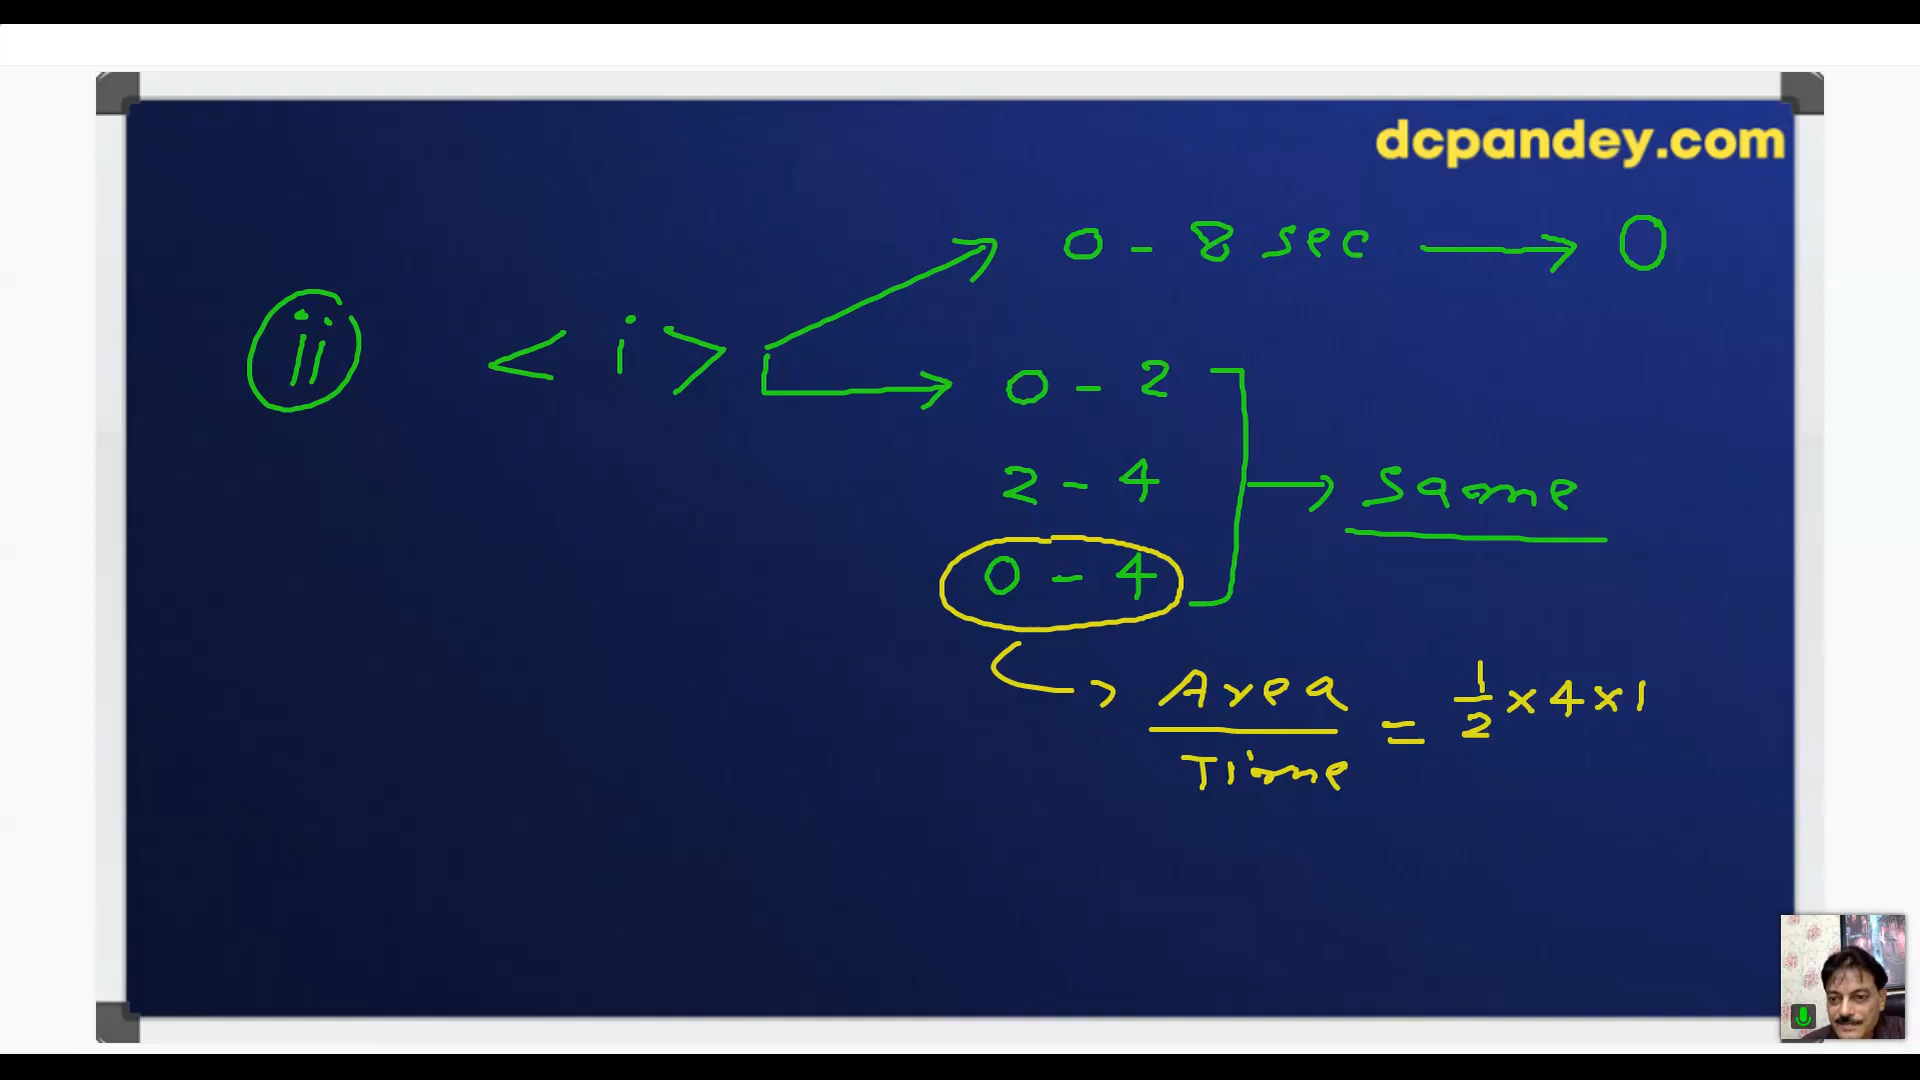 dcpandey.com
0 - 8 sec → 0
ii < i > → 0 - 2
2 - 4 → Same
0 - 4
→ Area / Time = 1/2 × 4 × 1